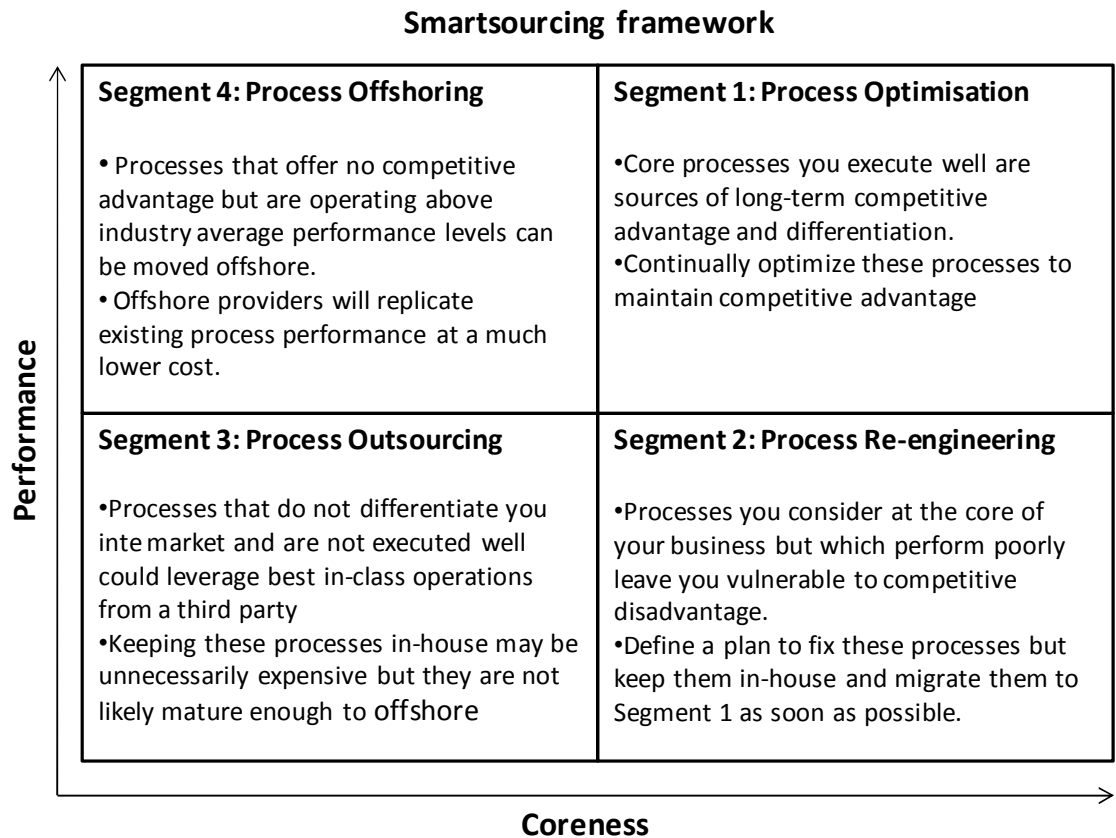 Smartsourcing framework
Segment 4: Process Offshoring
• Processes that offer no competitive
advantage but are operating above
industry average performance levels can
be moved offshore.
• Offshore providers will replicate
existing process performance at a much
lower cost.
Segment 1: Process Optimisation
•Core processes you execute well are
sources of long-term competitive
advantage and differentiation.
•Continually optimize these processes to
maintain competitive advantage
Performance
Segment 3: Process Outsourcing
•Processes that do not differentiate you
inte market and are not executed well
could leverage best in-class operations
from a third party
•Keeping these processes in-house may be
unnecessarily expensive but they are not
likely mature enough to offshore
Segment 2: Process Re-engineering
•Processes you consider at the core of
your business but which perform poorly
leave you vulnerable to competitive
disadvantage.
•Define a plan to fix these processes but
keep them in-house and migrate them to
Segment 1 as soon as possible.
Coreness